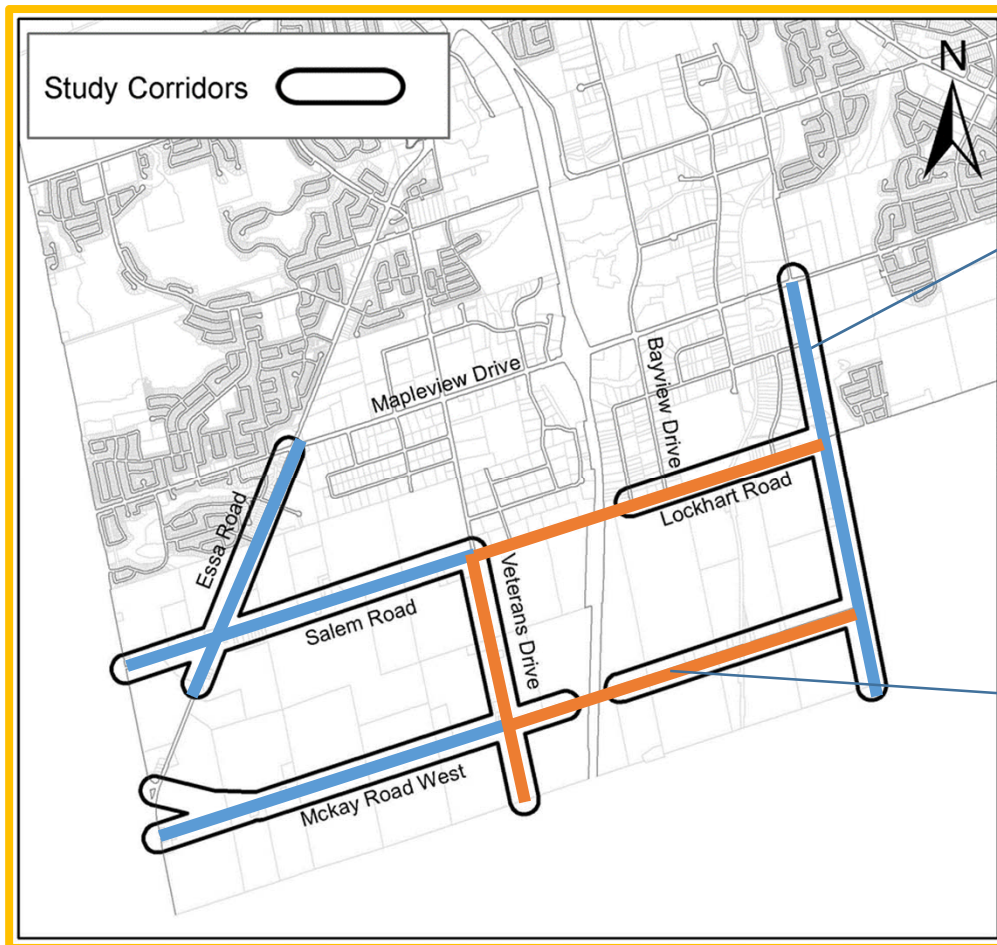 Study Corridors
N
Mapleview Drive
Bayview Drive
Essa Road
Lockhart Road
Salem Road
Veterans Drive
Mckay Road West